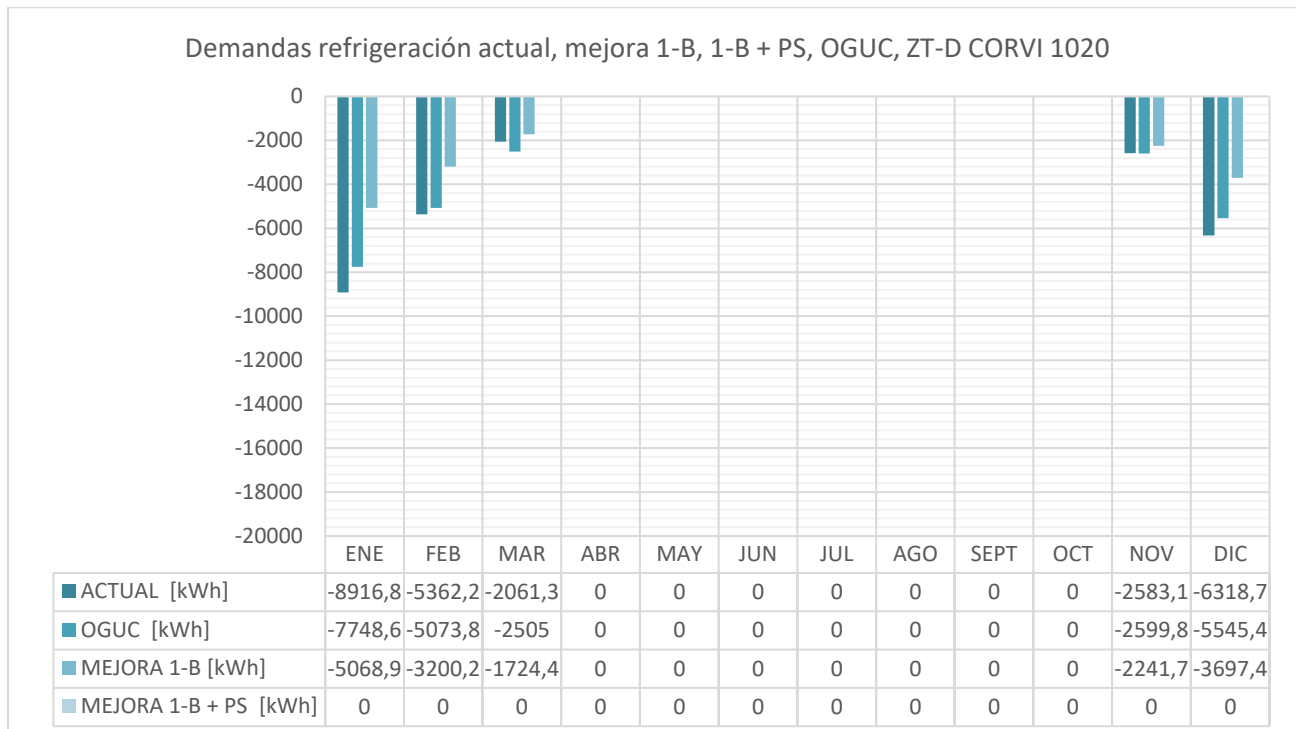 Demandas refrigeración actual, mejora 1-B, 1-B + PS, OGUC, ZT-D CORVI 1020
0
-2000
-4000
-6000
-8000
-10000
-12000
-14000
-16000
-18000
-20000
ENE FEB MAR ABR MAY JUN JUL AGO SEPT OCT NOV DIC
ACTUAL [kWh] -8916,8 -5362,2 -2061,3 0 0 0 0 0 0 0 -2583,1 -6318,7
OGUC [kWh] -7748,6 -5073,8 -2505 0 0 0 0 0 0 0 -2599,8 -5545,4
MEJORA 1-B [kWh] -5068,9 -3200,2 -1724,4 0 0 0 0 0 0 0 -2241,7 -3697,4
MEJORA 1-B + PS [kWh] 0 0 0 0 0 0 0 0 0 0 0 0